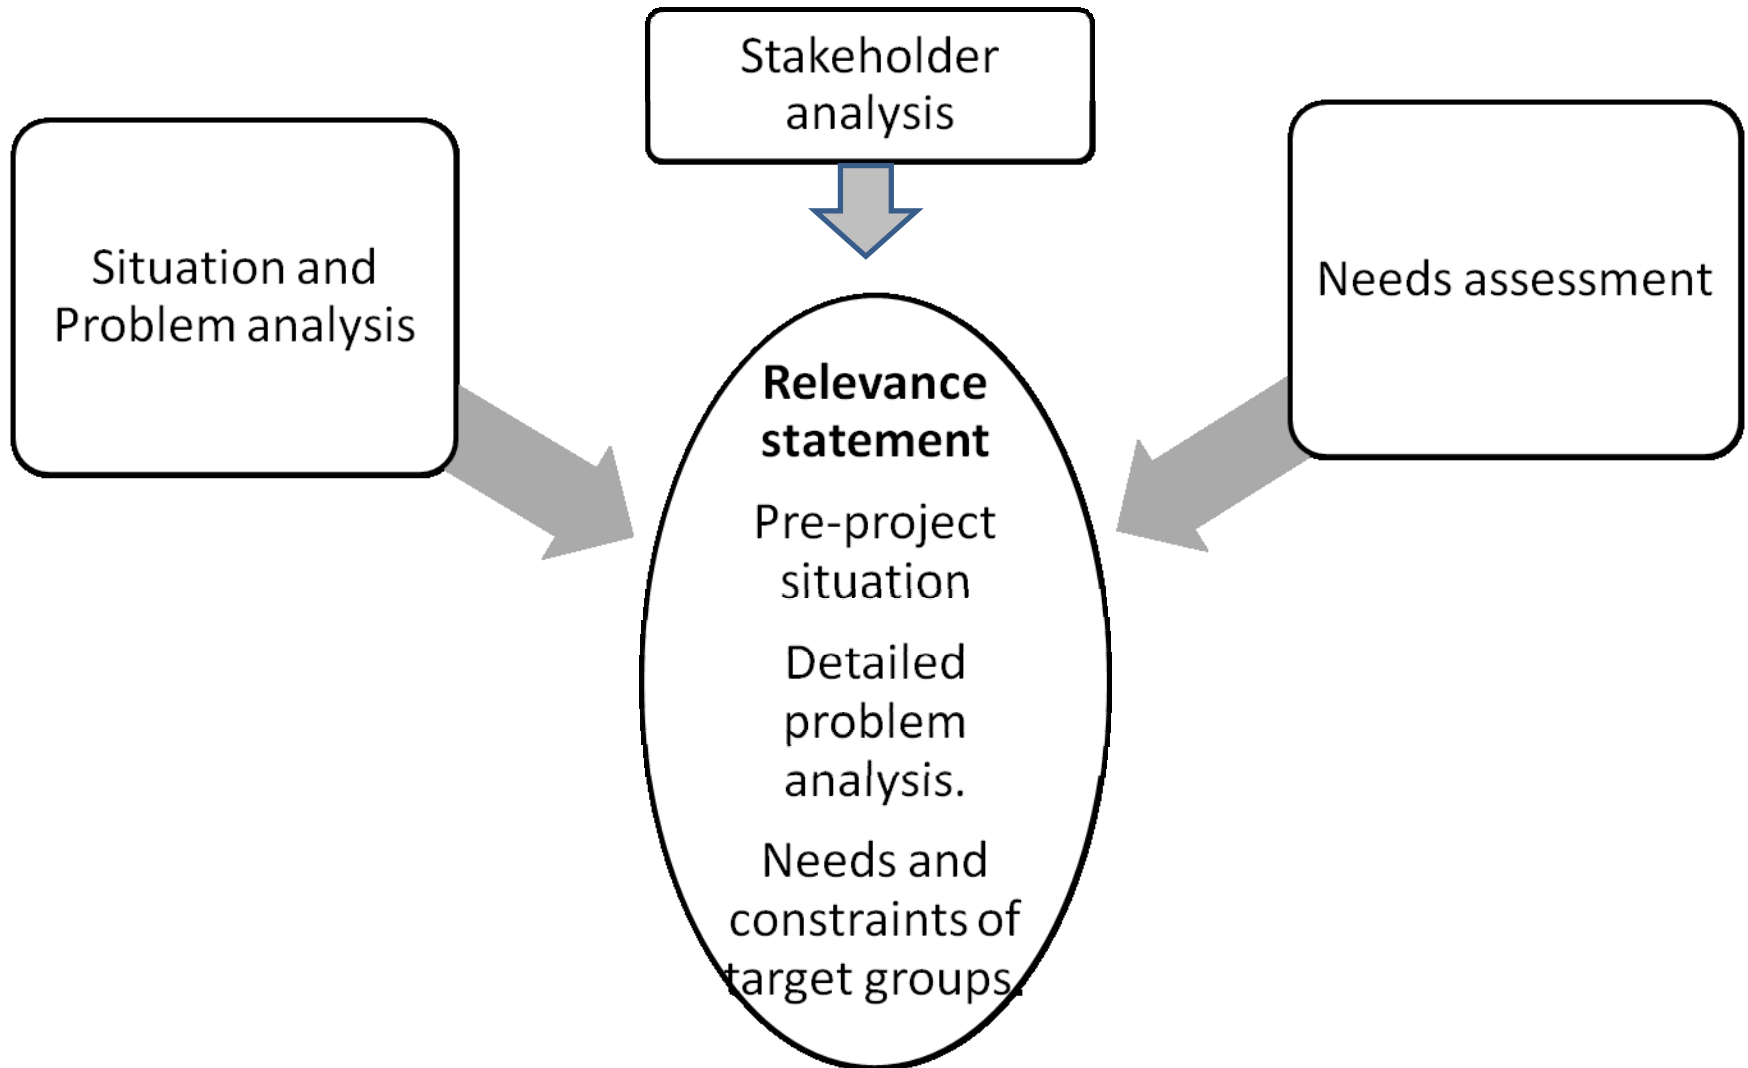 Stakeholder
analysis
Situation and
Problem analysis
Needs assessment
Relevance
statement
Pre-project
situation
Detailed
problem
analysis.
Needs and
constraints of
target groups.